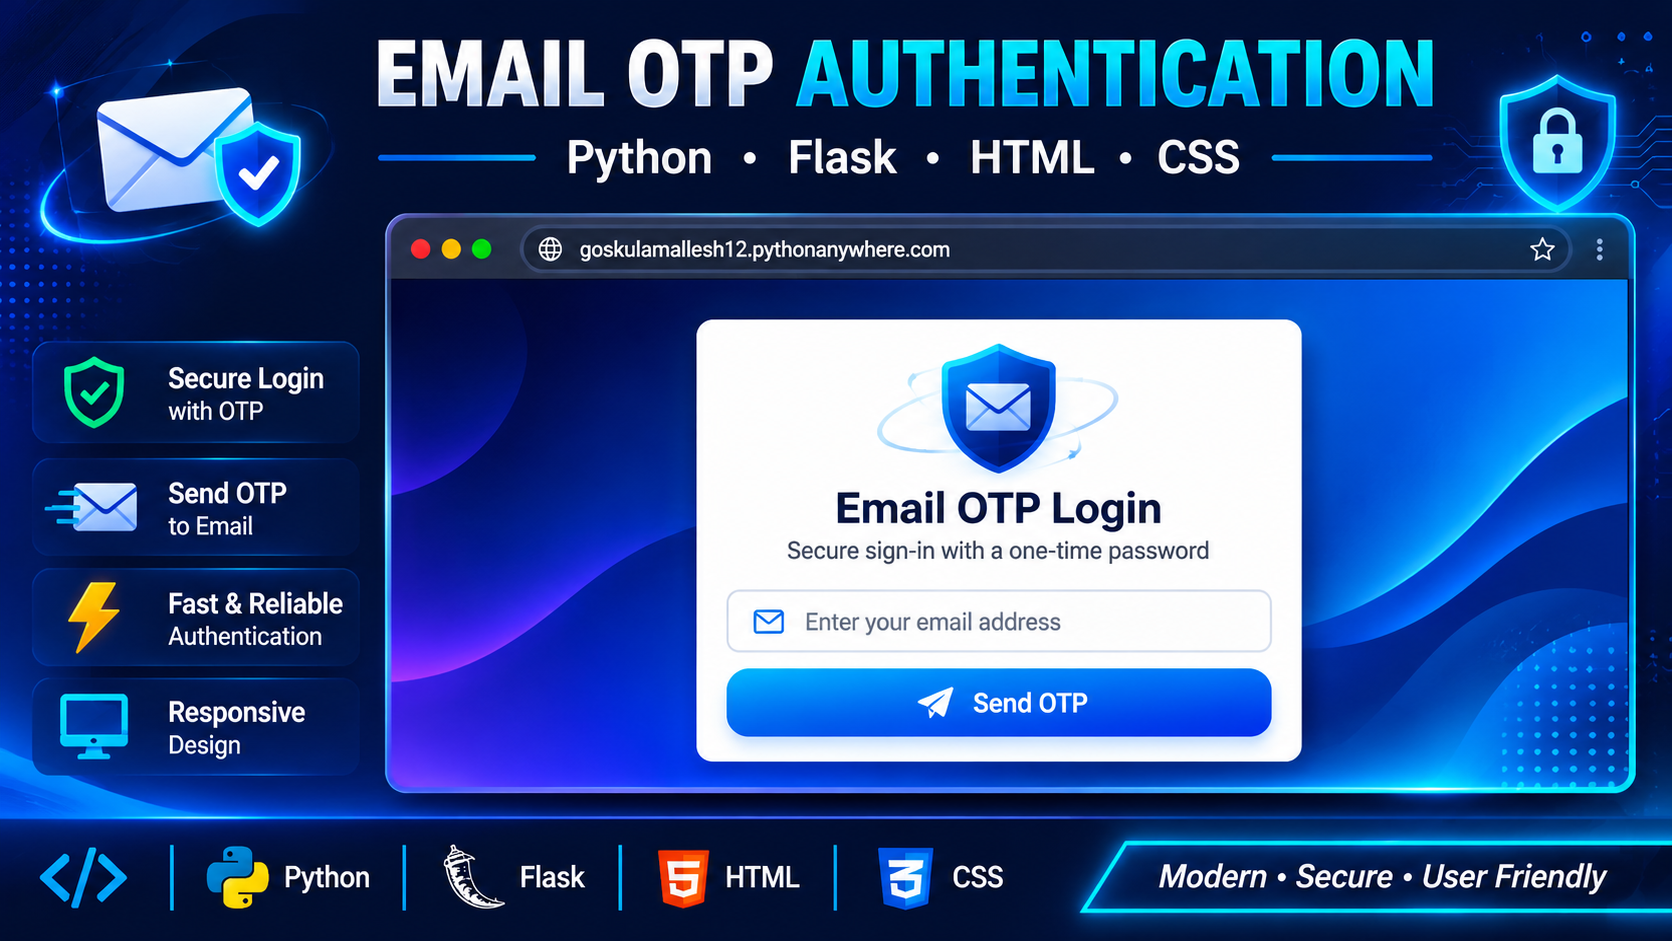 EMAIL OTP AUTHENTICATION
Python • Flask • HTML • CSS
goskulamallesh12.pythonanywhere.com
Secure Login
with OTP
Send OTP
to Email
Fast & Reliable
Authentication
Responsive
Design
Email OTP Login
Secure sign-in with a one-time password
Enter your email address
Send OTP
</> Python Flask HTML CSS
Modern • Secure • User Friendly